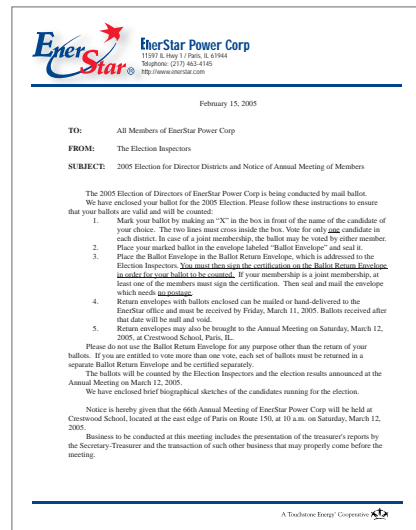 Ener Star®
EnerStar Power Corp
11597 IL Hwy 1 / Paris, IL 61944
Telephone: (217) 463-4145
http://www.enerstar.com
February 15, 2005
TO: All Members of EnerStar Power Corp
FROM: The Election Inspectors
SUBJECT: 2005 Election for Director Districts and Notice of Annual Meeting of Members
The 2005 Election of Directors of EnerStar Power Corp is being conducted by mail ballot.
We have enclosed your ballot for the 2005 Election. Please follow these instructions to ensure
that your ballots are valid and will be counted:
1. Mark your ballot by making an "X" in the box in front of the name of the candidate of
your choice. The two lines must cross inside the box. Vote for only one candidate in
each district. In case of a joint membership, the ballot may be voted by either member.
2. Place your marked ballot in the envelope labeled "Ballot Envelope" and seal it.
3. Place the Ballot Envelope in the Ballot Return Envelope, which is addressed to the
Election Inspectors. You must then sign the certification on the Ballot Return Envelope
in order for your ballot to be counted. If your membership is a joint membership, at
least one of the members must sign the certification. Then seal and mail the envelope
which needs no postage.
4. Return envelopes with ballots enclosed can be mailed or hand-delivered to the
EnerStar office and must be received by Friday, March 11, 2005. Ballots received after
that date will be null and void.
5. Return envelopes may also be brought to the Annual Meeting on Saturday, March 12,
2005, at Crestwood School, Paris, IL.
Please do not use the Ballot Return Envelope for any purpose other than the return of your
ballots. If you are entitled to vote more than one vote, each set of ballots must be returned in a
separate Ballot Return Envelope and be certified separately.
The ballots will be counted by the Election Inspectors and the election results announced at the
Annual Meeting on March 12, 2005.
We have enclosed brief biographical sketches of the candidates running for the election.
Notice is hereby given that the 66th Annual Meeting of EnerStar Power Corp will be held at
Crestwood School, located at the east edge of Paris on Route 150, at 10 a.m. on Saturday, March 12,
2005.
Business to be conducted at this meeting includes the presentation of the treasurer's reports by
the Secretary-Treasurer and the transaction of such other business that may properly come before the
meeting.
A Touchstone Energy® Cooperative